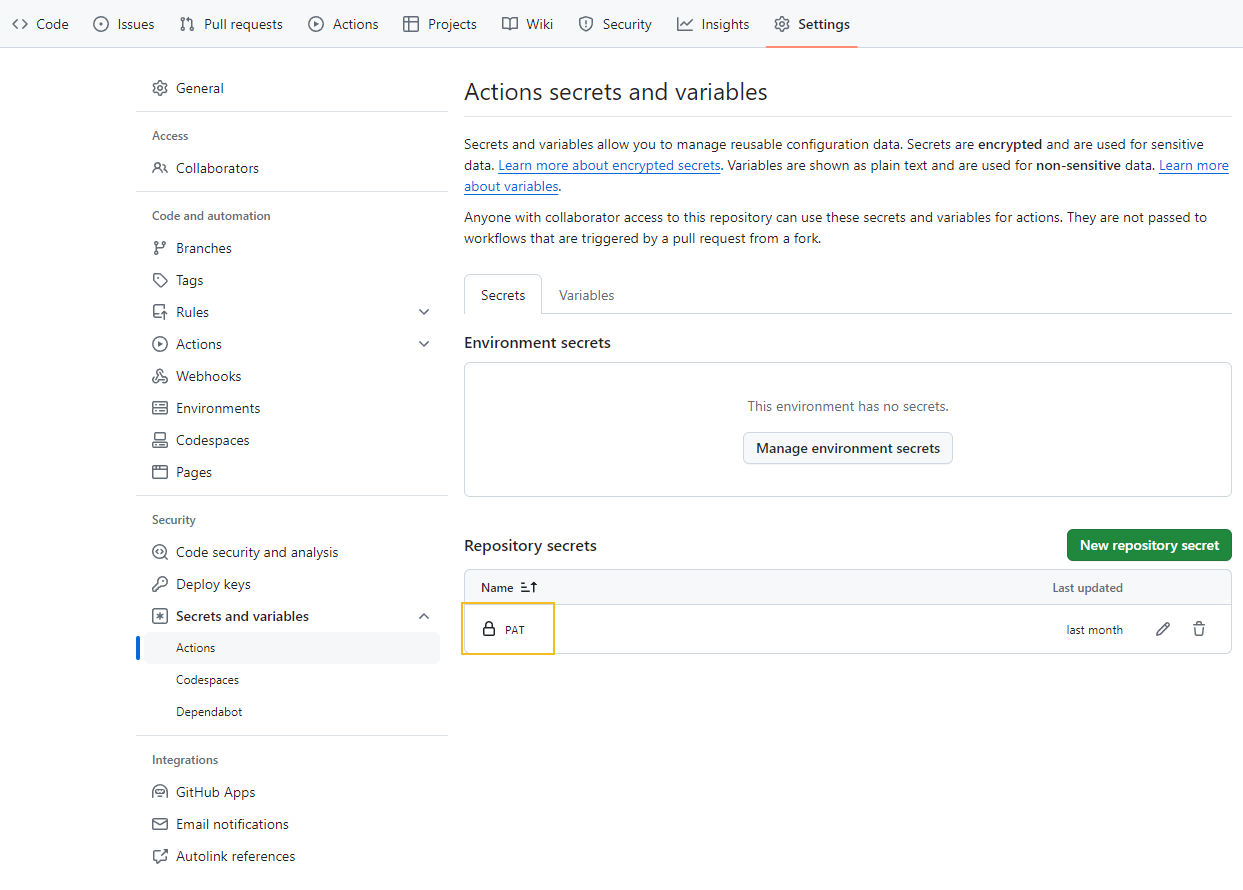 Code Issues Pull requests Actions Projects Wiki Security Insights Settings
General
Access
Collaborators
Code and automation
Branches
Tags
Rules
Actions
Webhooks
Environments
Codespaces
Pages
Security
Code security and analysis
Deploy keys
Secrets and variables
Actions
Codespaces
Dependabot
Integrations
GitHub Apps
Email notifications
Autolink references
Actions secrets and variables
Secrets and variables allow you to manage reusable configuration data. Secrets are encrypted and are used for sensitive
data. Learn more about encrypted secrets. Variables are shown as plain text and are used for non-sensitive data. Learn more
about variables.
Anyone with collaborator access to this repository can use these secrets and variables for actions. They are not passed to
workflows that are triggered by a pull request from a fork.
Secrets Variables
Environment secrets
This environment has no secrets.
Manage environment secrets
Repository secrets New repository secret
Name Last updated
PAT last month